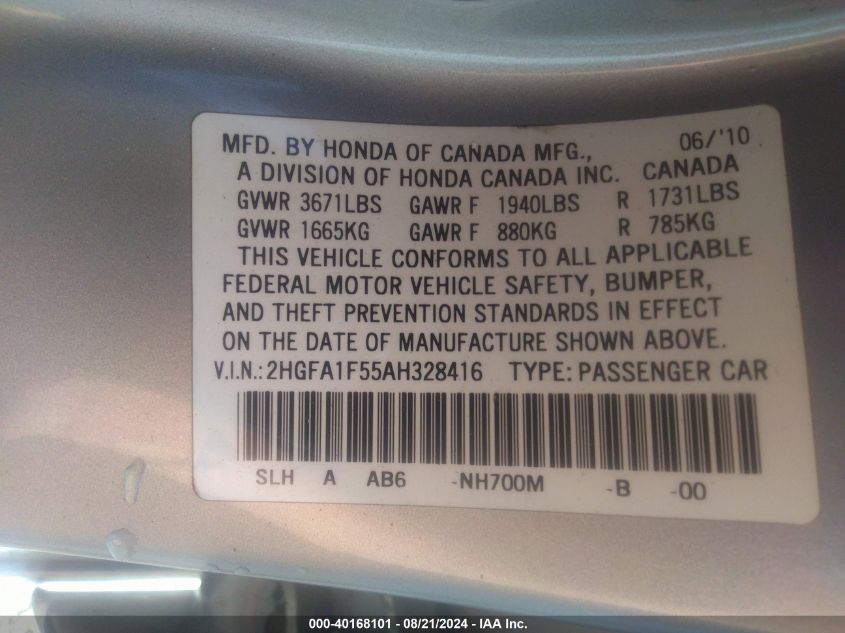 MFD. BY HONDA OF CANADA MFG., 06/'10
A DIVISION OF HONDA CANADA INC. CANADA
GVWR 3671LBS GAWR F 1940LBS R 1731LBS
GVWR 1665KG GAWR F 880KG R 785KG
THIS VEHICLE CONFORMS TO ALL APPLICABLE
FEDERAL MOTOR VEHICLE SAFETY, BUMPER,
AND THEFT PREVENTION STANDARDS IN EFFECT
ON THE DATE OF MANUFACTURE SHOWN ABOVE.
V.I.N.: 2HGFA1F55AH328416 TYPE: PASSENGER CAR
SLH A AB6 -NH700M -B -00
000-40168101 - 08/21/2024 - IAA Inc.